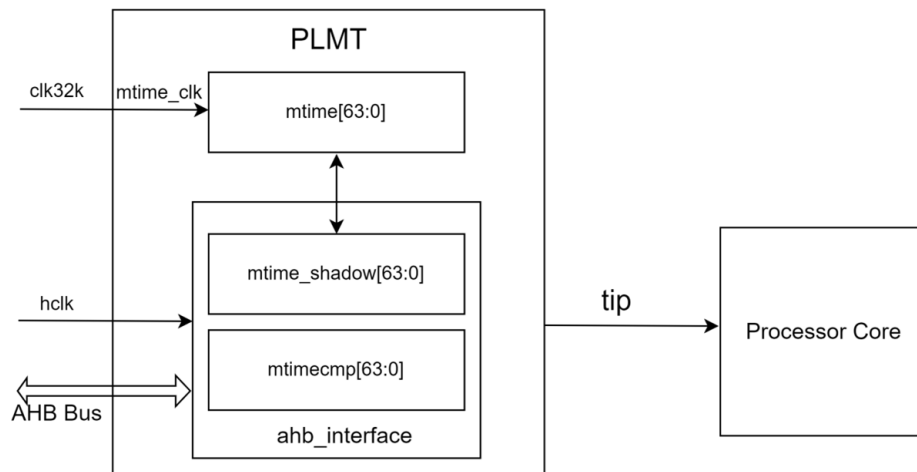 PLMT
clk32k
mtime_clk
mtime[63:0]
mtime_shadow[63:0]
hclk
tip
Processor Core
mtimecmp[63:0]
AHB Bus
ahb_interface